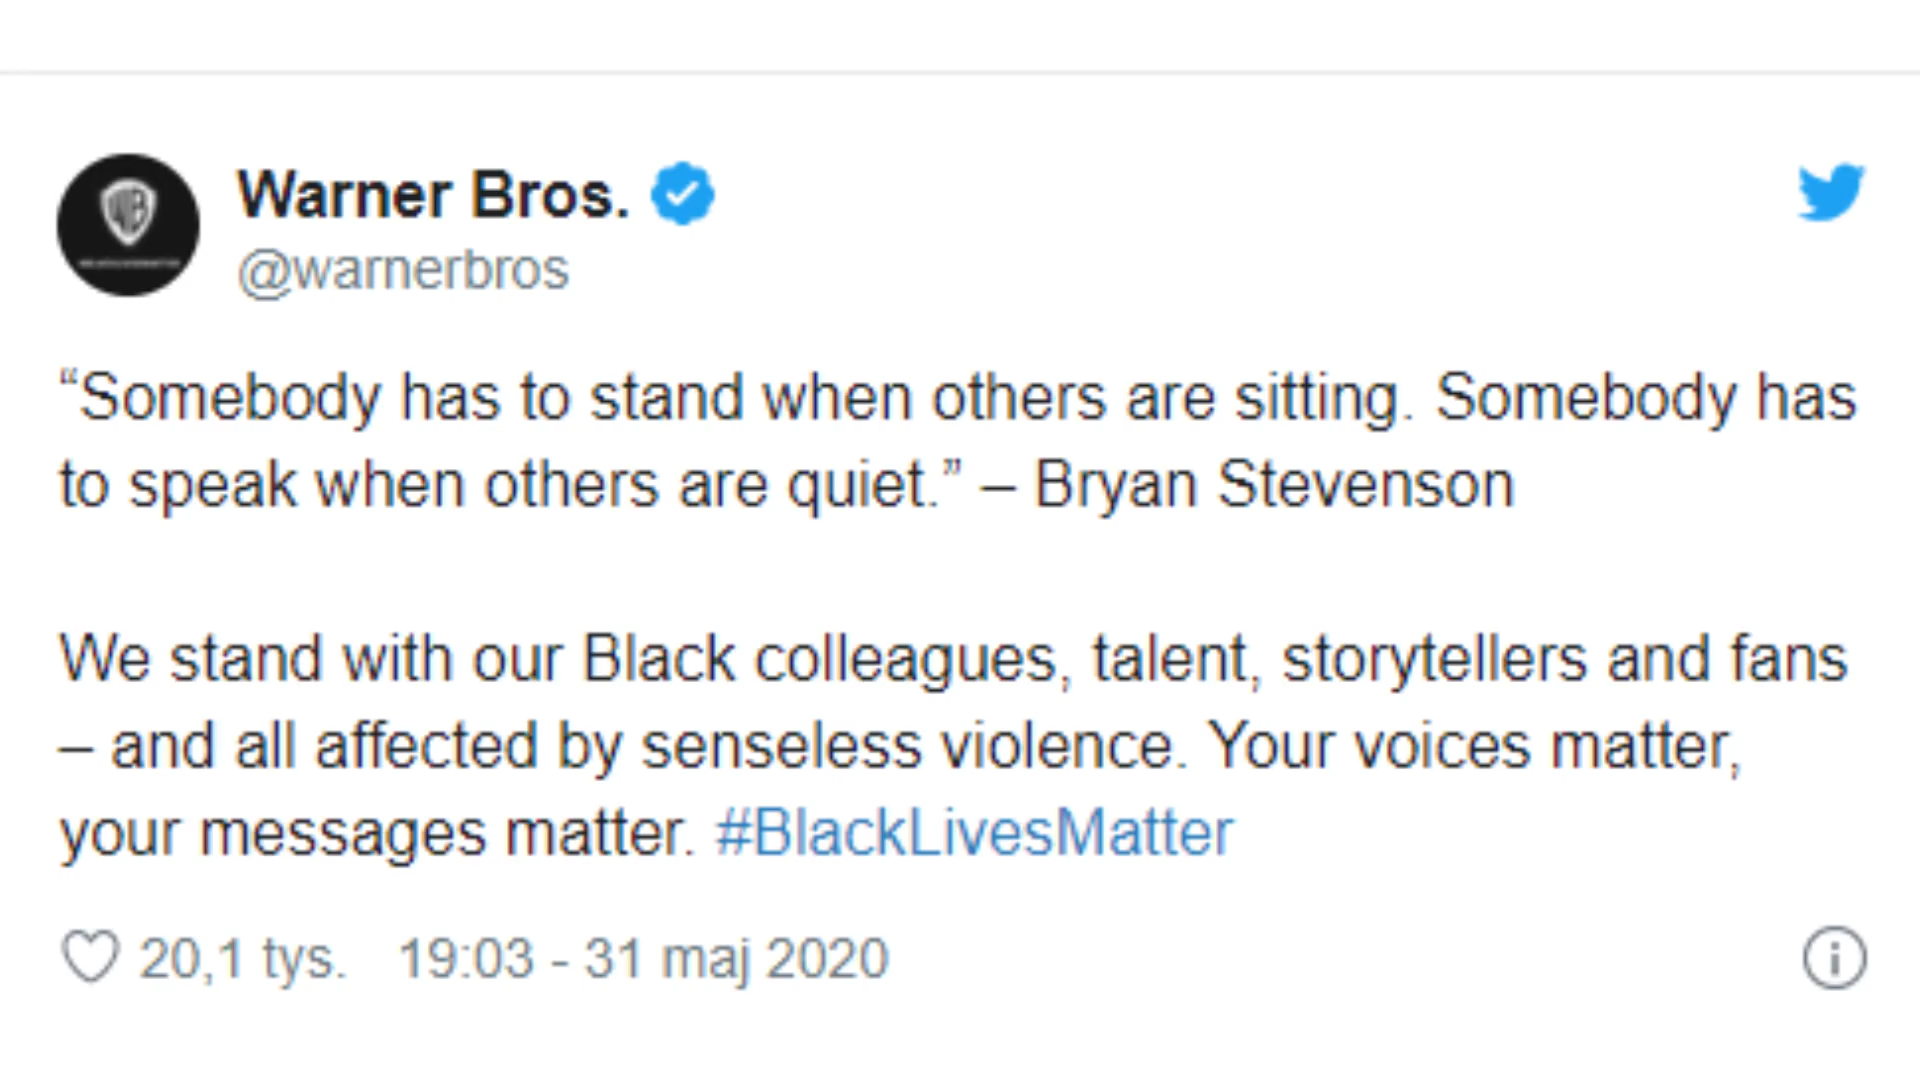 Warner Bros.
@warnerbros
“Somebody has to stand when others are sitting. Somebody has
to speak when others are quiet.” – Bryan Stevenson
We stand with our Black colleagues, talent, storytellers and fans
– and all affected by senseless violence. Your voices matter,
your messages matter. #BlackLivesMatter
20,1 tys. 19:03 - 31 maj 2020